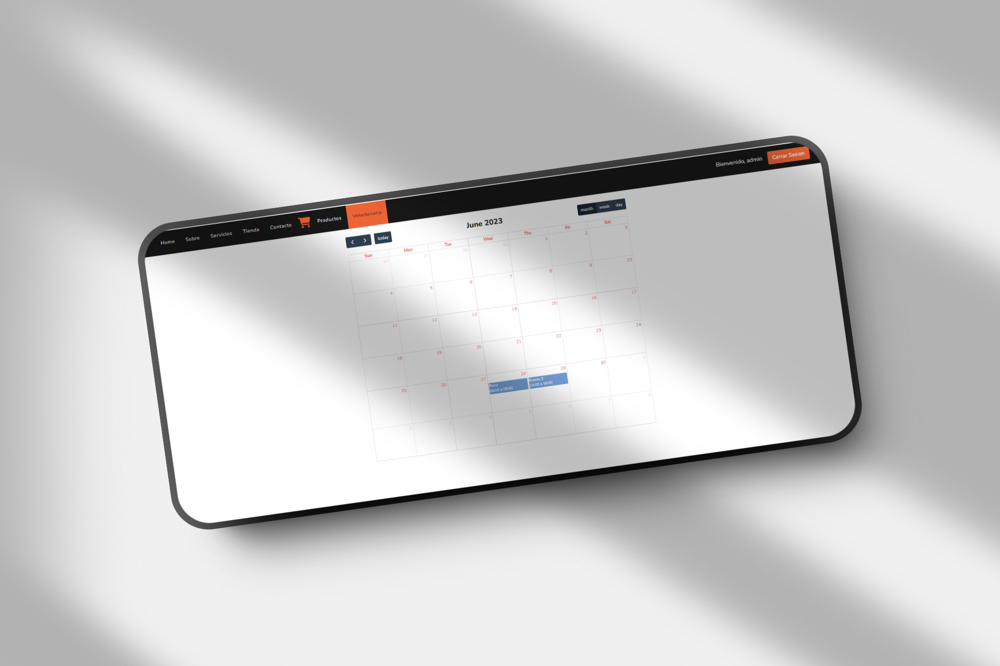 Home Sobre Servicios Tienda Contacto Productos Veterianaria Bienvenido, admin Cerrar Sesion
today June 2023 month week day
Sun Mon Tue Wed Thu Fri Sat
28 29 30 31 1 2 3
4 5 6 7 8 9 10
11 12 13 14 15 16 17
18 19 20 21 22 23 24
25 26 27 28 29 30 1
Perro Evento 2
08:00 a 09:00 14:00 a 16:00
2 3 4 5 6 7 8